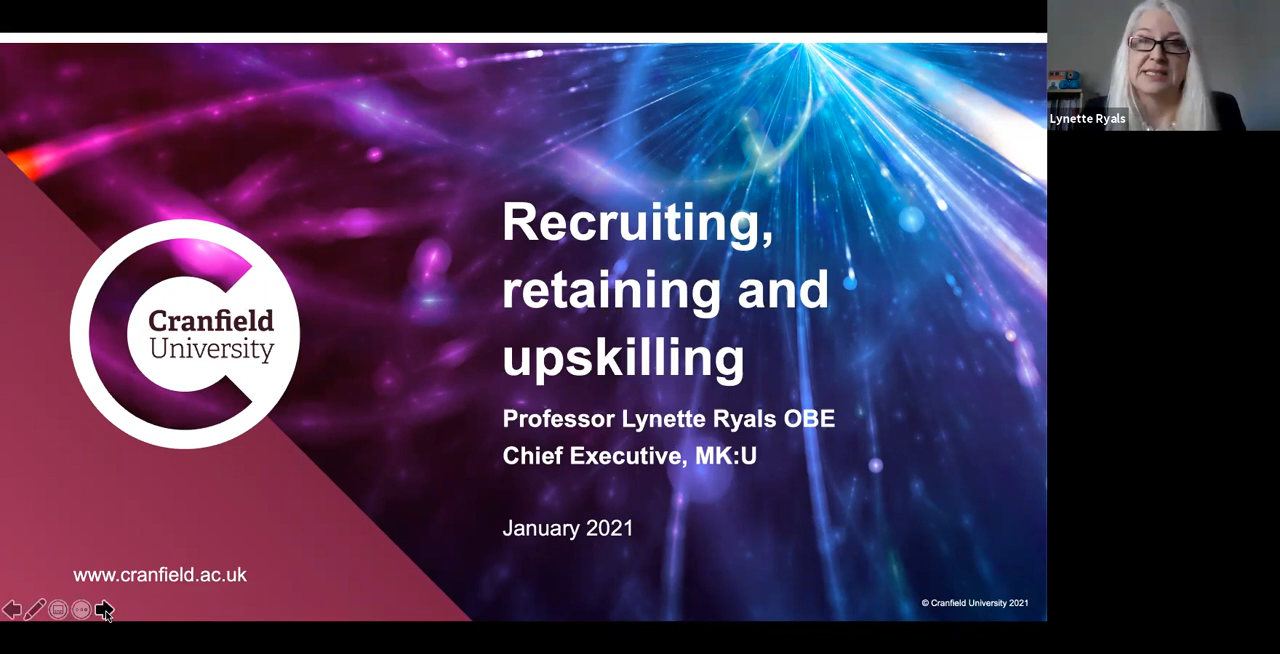 Recruiting,
retaining and
upskilling
Professor Lynette Ryals OBE
Chief Executive, MK:U
January 2021
Cranfield
University
www.cranfield.ac.uk
© Cranfield University 2021
Lynette Ryals